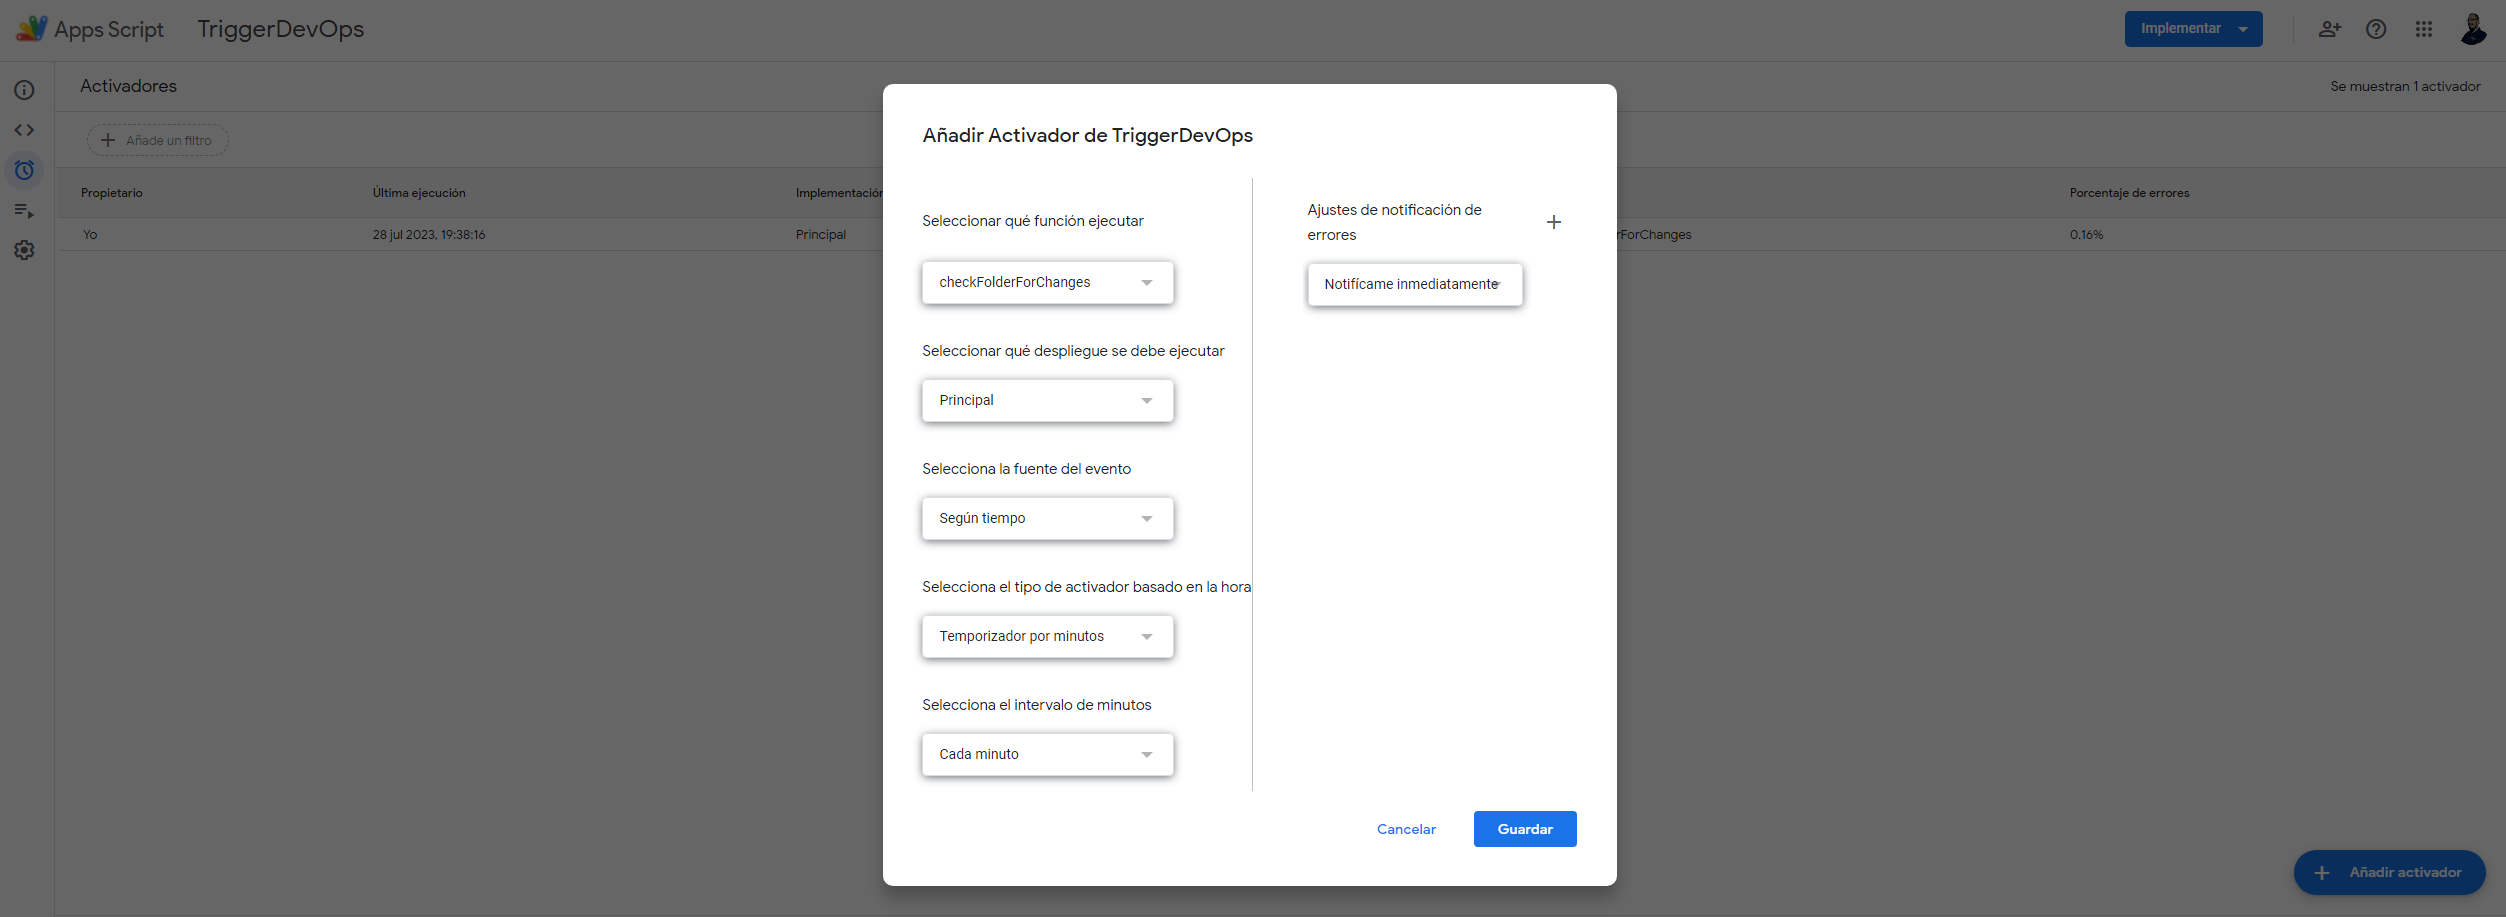 Apps Script
TriggerDevOps
Implementar
Activadores
Se muestran 1 activador
Añade un filtro
Propietario
Última ejecución
Implementación
Porcentaje de errores
Yo
28 jul 2023, 19:38:16
Principal
rForChanges
0.16%
Añadir Activador de TriggerDevOps
Seleccionar qué función ejecutar
checkFolderForChanges
Seleccionar qué despliegue se debe ejecutar
Principal
Selecciona la fuente del evento
Según tiempo
Selecciona el tipo de activador basado en la hora
Temporizador por minutos
Selecciona el intervalo de minutos
Cada minuto
Ajustes de notificación de
errores
Notifícame inmediatamente
Cancelar
Guardar
Añadir activador